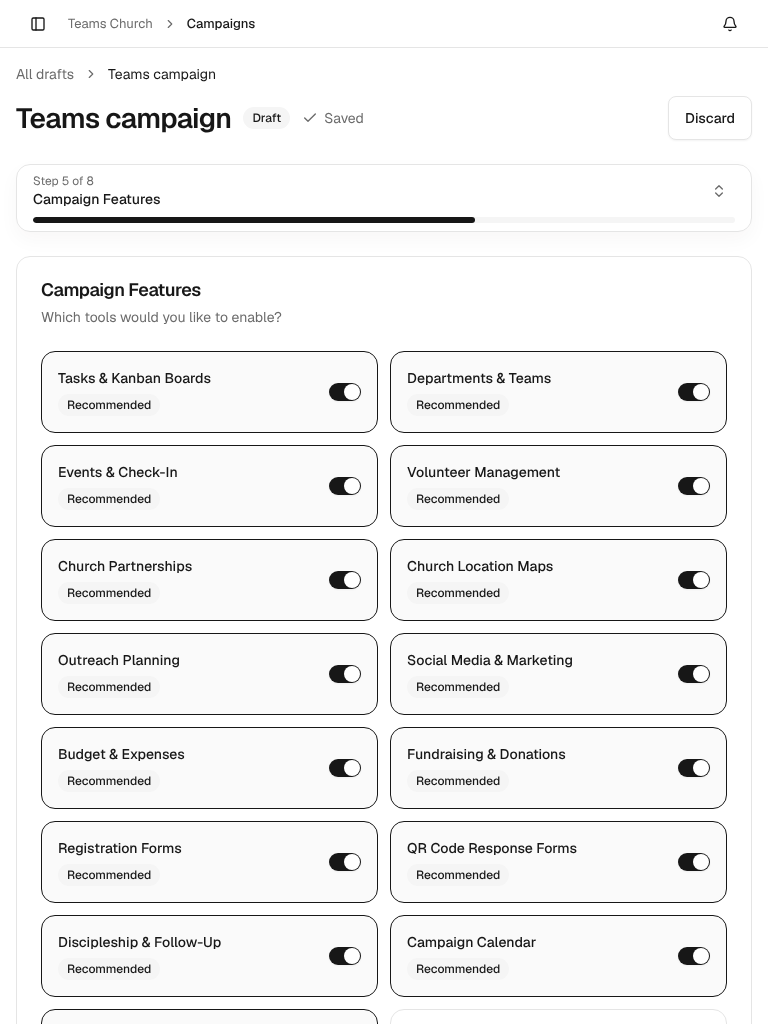 Teams Church > Campaigns
All drafts > Teams campaign
Teams campaign Draft Saved Discard
Step 5 of 8
Campaign Features
Campaign Features
Which tools would you like to enable?
Tasks & Kanban Boards
Recommended
Departments & Teams
Recommended
Events & Check-In
Recommended
Volunteer Management
Recommended
Church Partnerships
Recommended
Church Location Maps
Recommended
Outreach Planning
Recommended
Social Media & Marketing
Recommended
Budget & Expenses
Recommended
Fundraising & Donations
Recommended
Registration Forms
Recommended
QR Code Response Forms
Recommended
Discipleship & Follow-Up
Recommended
Campaign Calendar
Recommended